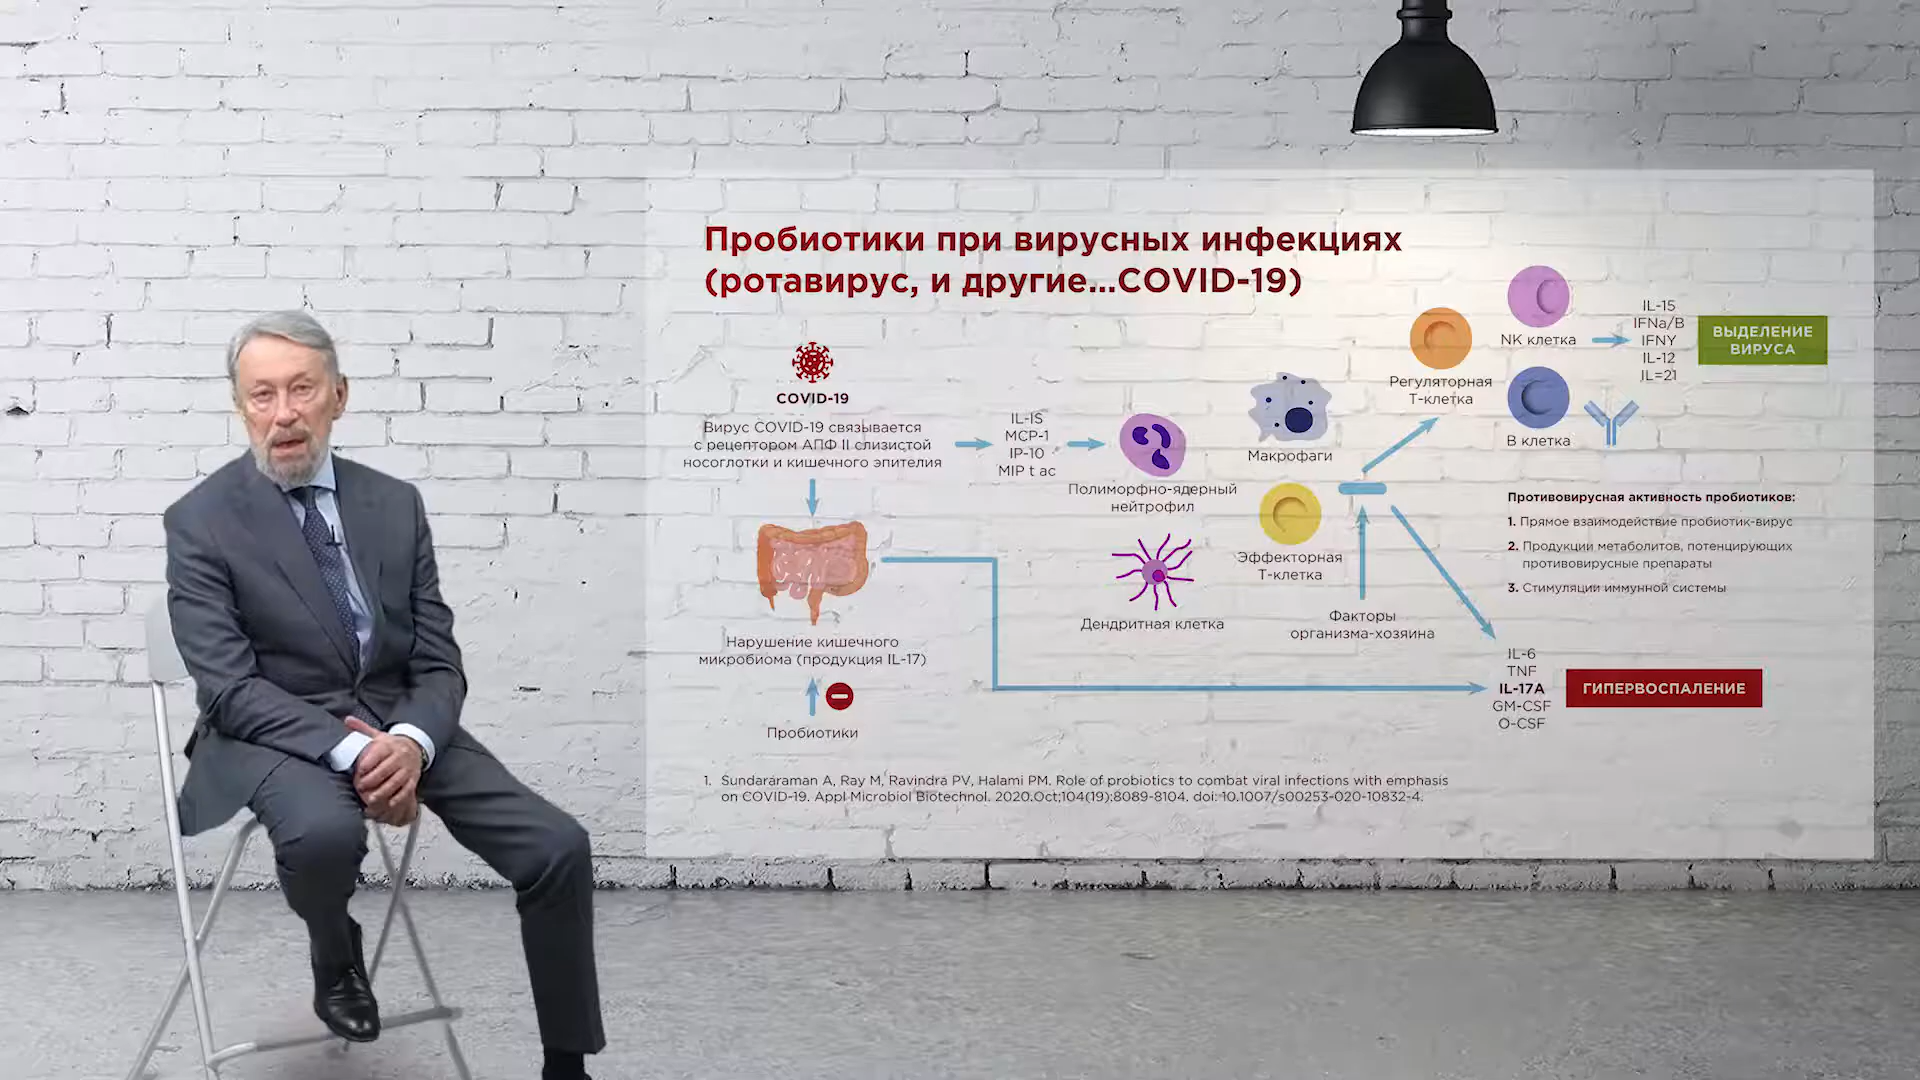 Пробиотики при вирусных инфекциях
(ротавирус, и другие...COVID-19)
COVID-19
Вирус COVID-19 связывается
с рецептором АПФ II слизистой
носоглотки и кишечного эпителия
IL-IS
MCP-1
IP-10
MIP t ac
Полиморфно-ядерный
нейтрофил
Макрофаги
Эффекторная
Т-клетка
Дендритная клетка
Регуляторная
Т-клетка
NK клетка
В клетка
IL-15
IFNa/B
IFNY
IL-12
IL=21
ВЫДЕЛЕНИЕ
ВИРУСА
Противовирусная активность пробиотиков:
1. Прямое взаимодействие пробиотик-вирус
2. Продукции метаболитов, потенцирующих
противовирусные препараты
3. Стимуляции иммунной системы
Факторы
организма-хозяина
Нарушение кишечного
микробиома (продукция IL-17)
Пробиотики
IL-6
TNF
IL-17A
GM-CSF
O-CSF
ГИПЕРВОСПАЛЕНИЕ
1. Sundararaman A, Ray M, Ravindra PV, Halami PM. Role of probiotics to combat viral infections with emphasis
on COVID-19. Appl Microbiol Biotechnol. 2020.Oct;104(19):8089-8104. doi: 10.1007/s00253-020-10832-4.